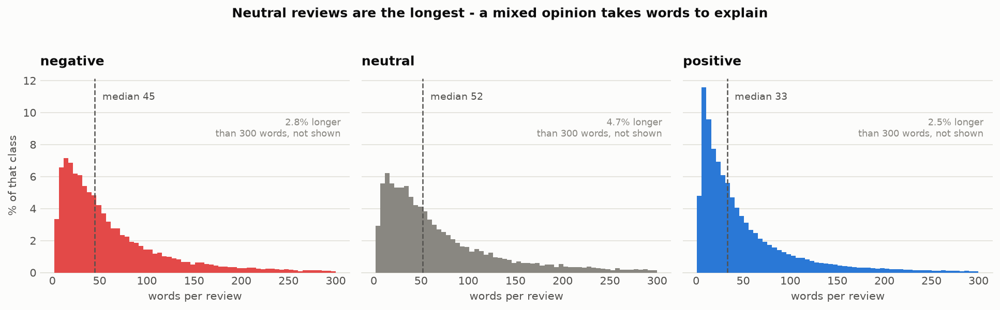 Neutral reviews are the longest - a mixed opinion takes words to explain
negative
neutral
positive
% of that class
12
10
8
6
4
2
0
median 45
2.8% longer
than 300 words, not shown
0 50 100 150 200 250 300
words per review
median 52
4.7% longer
than 300 words, not shown
0 50 100 150 200 250 300
words per review
median 33
2.5% longer
than 300 words, not shown
0 50 100 150 200 250 300
words per review